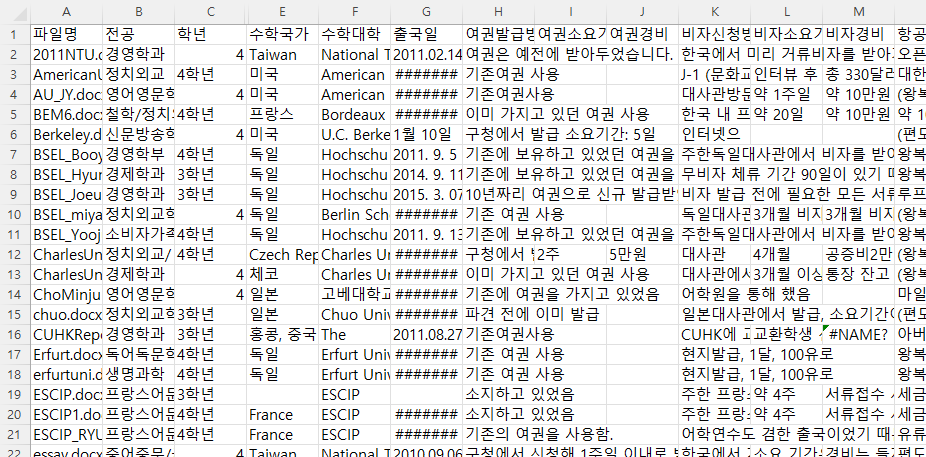 A B C E F G H I J K L M
1 파일명 전공 학년 수학국가 수학대학 출국일 여권발급방 여권소요기 여권경비 비자신청방 비자소요기 비자경비 항공
2 2011NTU.d 경영학과 4 Taiwan National T 2011.02.14 여권은 예전에 받아두었습니다. 한국에서 미리 거류비자를 받아 오픈
3 AmericanU 정치외교 4학년 미국 American ####### 기존여권 사용 J-1 (문화교 인터뷰 후 총 330달러 대한
4 AU_JY.docx 영어영문학 4 미국 American ####### 기존여권사용 대사관방문 약 1주일 약 10만원 (왕복
5 BEM6.docx 철학/정치 4학년 프랑스 Bordeaux ####### 이미 가지고 있던 여권 사용 한국 내 프 약 20일 약 10만원 약 10
6 Berkeley.d 신문방송학 4 미국 U.C. Berke 1월 10일 구청에서 발급 소요기간: 5일 인터넷으 (편도
7 BSEL_Booy 경영학부 4학년 독일 Hochschu 2011. 9. 5 기존에 보유하고 있었던 여권을 주한독일대사관에서 비자를 받아 왕복
8 BSEL_Hyur 경제학과 3학년 독일 Hochschu 2014. 9. 11 기존에 보유하고 있었던 여권을 무비자 체류 기간 90일이 있기 때 왕복
9 BSEL_Joeu 경영학과 3학년 독일 Hochschu 2015. 3. 07 10년짜리 여권으로 신규 발급받 비자 발급 전에 필요한 모든 서류 루프
10 BSEL_miya 정치외교학 4 독일 Berlin Sch ####### 기존 여권 사용 독일대사관 3개월 비자 3개월 비자 (왕복
11 BSEL_Yooj 소비자가족 4학년 독일 Hochschu 2011. 9. 13 기존에 보유하고 있었던 여권을 주한독일대사관에서 비자를 받아 왕복
12 CharlesUn 정치외교/ 4학년 Czech Rep Charles Un ####### 구청에서 2주 5만원 대사관 4개월 공증비2만 (편도
13 CharlesUn 경제학과 4 체코 Charles Un ####### 이미 가지고 있던 여권 사용 대사관에서 3개월 이상 통장 잔고 (왕복
14 ChoMinju 영어영문학 4 일본 고베대학교 ####### 기존에 여권을 가지고 있었음 어학원을 통해 했음 마일
15 chuo.docx 정치외교학 3학년 일본 Chuo Univ ####### 파견 전에 이미 발급 일본대사관에서 발급, 소요기간이 (편도
16 CUHKRepo 경영학과 3학년 홍콩, 중국 The 2011.08.27 기존여권사용 CUHK에 교 교환학생 #NAME? 아버
17 Erfurt.docx 독어독문학 4학년 독일 Erfurt Univ ####### 기존 여권 사용 현지발급, 1달, 100유로 왕복
18 erfurtuni.d 생명과학 4학년 독일 Erfurt Univ ####### 기존 여권 사용 현지발급, 1달, 100유로 왕복
19 ESCIP.docx 프랑스어문 3학년 ESCIP 소지하고 있었음 주한 프랑스 약 4주 서류접수 세금
20 ESCIP1.doc 프랑스어문 4학년 France ESCIP ####### 소지하고 있었음 주한 프랑스 약 4주 서류접수 세금
21 ESCIP_RYU 프랑스어문 4학년 France ESCIP ####### 기존의 여권을 사용함. 어학연수도 겸한 출국이었기 때 유류
22 essay.docx 중어중문/ 4 Taiwan National T 2010.09.06 구청에서 신청해 1주일 이내로 한국에서 소요 기간 경비는 편도